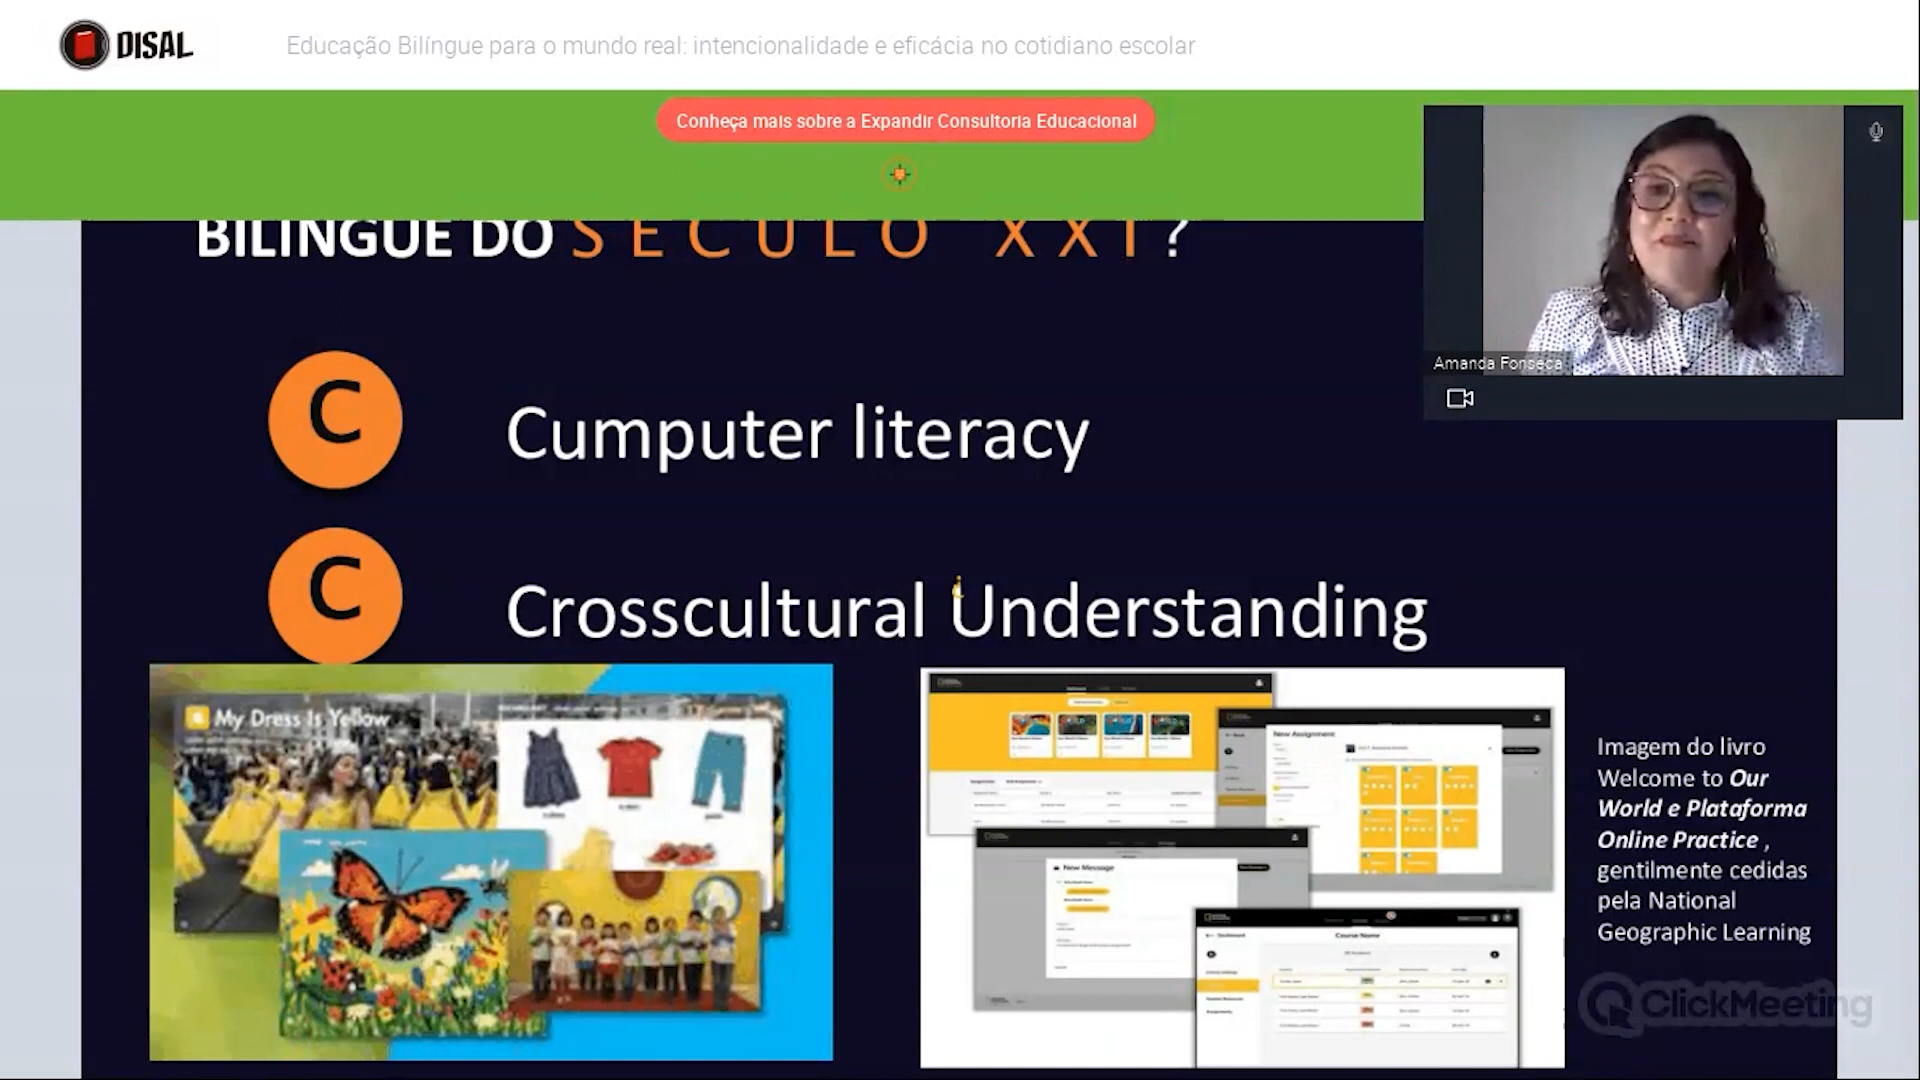 DISAL
Educação Bilíngue para o mundo real: intencionalidade e eficácia no cotidiano escolar
Conheça mais sobre a Expandir Consultoria Educacional
BILINGUE DO SECULO XXI?
Amanda Fonseca
C
Cumputer literacy
C
Crosscultural Understanding
My Dress Is Yellow
New Assignment
New Message
Course Name
Imagem do livro
Welcome to Our
World e Plataforma
Online Practice ,
gentilmente cedidas
pela National
Geographic Learning
ClickMeeting